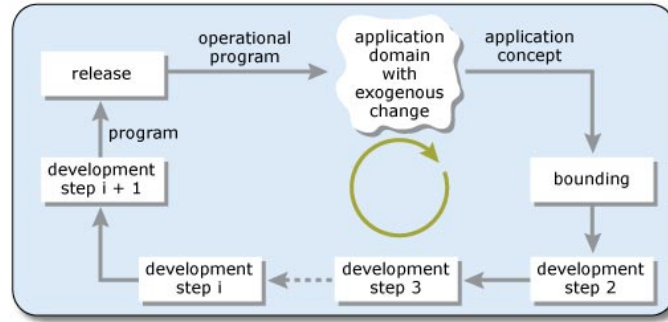 operational
program
application
domain
with
exogenous
change
application
concept
release
program
development
step i + 1
bounding
development
step i
development
step 3
development
step 2